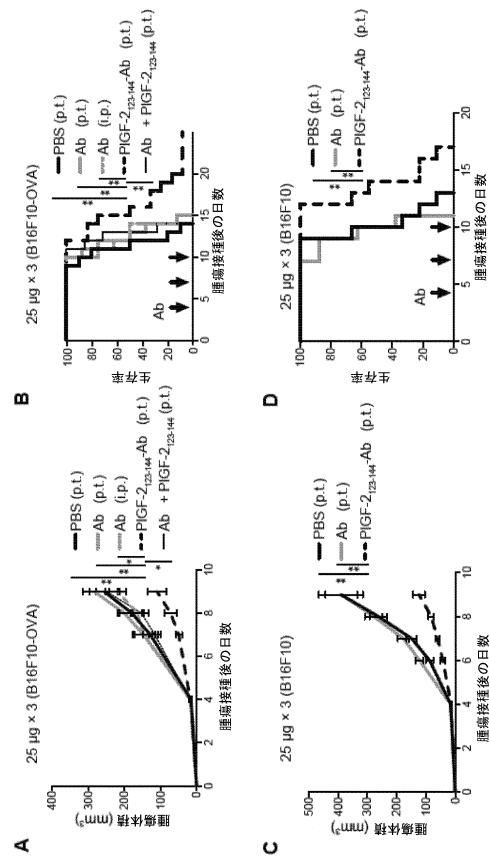 A
25 µg × 3 (B16F10-OVA)
腫瘍体積 (mm³)
400
300
200
100
0
0 2 4 6 8 10
腫瘍接種後の日数
PBS (p.t.)
Ab (p.t.)
Ab (i.p.)
PlGF-2₁₂₃₋₁₄₄-Ab (p.t.)
Ab + PlGF-2₁₂₃₋₁₄₄ (p.t.)
** ** * *
B
25 µg × 3 (B16F10-OVA)
生存率
100
80
60
40
20
0
0 5 10 15 20
腫瘍接種後の日数
Ab
PBS (p.t.)
Ab (p.t.)
Ab (i.p.)
PlGF-2₁₂₃₋₁₄₄-Ab (p.t.)
Ab + PlGF-2₁₂₃₋₁₄₄ (p.t.)
** ** ** **
C
25 µg × 3 (B16F10)
腫瘍体積 (mm³)
500
400
300
200
100
0
0 2 4 6 8 10
腫瘍接種後の日数
PBS (p.t.)
Ab (p.t.)
PlGF-2₁₂₃₋₁₄₄-Ab (p.t.)
** **
D
25 µg × 3 (B16F10)
生存率
100
80
60
40
20
0
0 5 10 15 20
腫瘍接種後の日数
Ab
PBS (p.t.)
Ab (p.t.)
PlGF-2₁₂₃₋₁₄₄-Ab (p.t.)
** **